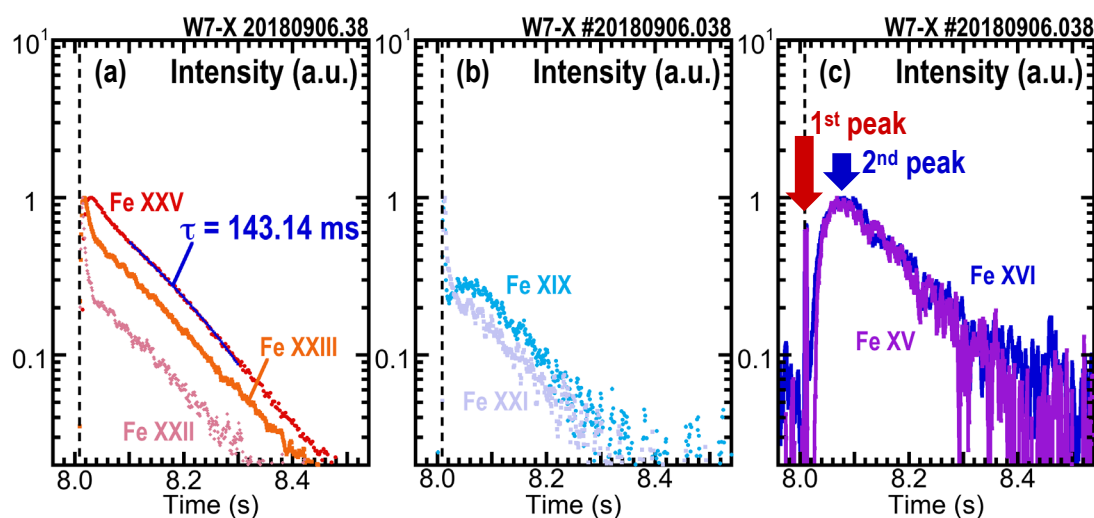 W7-X 20180906.38
10¹
(a) Intensity (a.u.)
Fe XXV
τ = 143.14 ms
1
Fe XXIII
0.1
Fe XXII
8.0 8.2 8.4
Time (s)
W7-X #20180906.038
10¹
(b) Intensity (a.u.)
1
Fe XIX
0.1
Fe XXI
8.0 8.2 8.4
Time (s)
W7-X #20180906.038
10¹
(c) Intensity (a.u.)
1st peak
2nd peak
1
Fe XVI
Fe XV
0.1
8.0 8.2 8.4
Time (s)